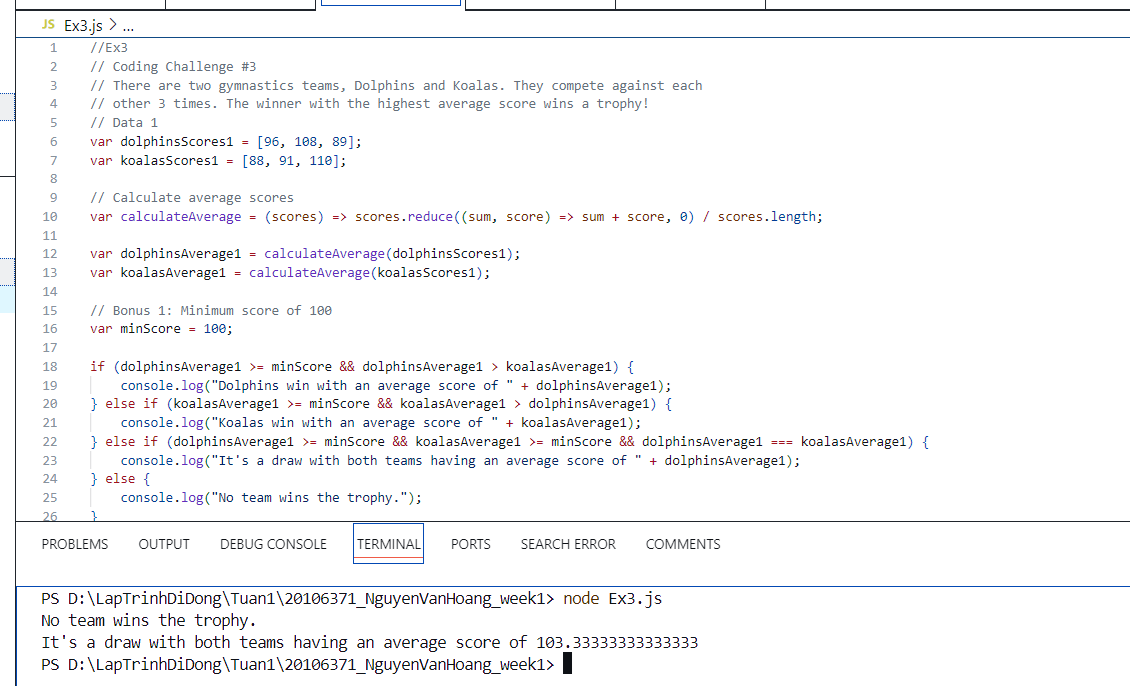 JS Ex3.js > ...
1 //Ex3
2 // Coding Challenge #3
3 // There are two gymnastics teams, Dolphins and Koalas. They compete against each
4 // other 3 times. The winner with the highest average score wins a trophy!
5 // Data 1
6 var dolphinsScores1 = [96, 108, 89];
7 var koalasScores1 = [88, 91, 110];
8
9 // Calculate average scores
10 var calculateAverage = (scores) => scores.reduce((sum, score) => sum + score, 0) / scores.length;
11
12 var dolphinsAverage1 = calculateAverage(dolphinsScores1);
13 var koalasAverage1 = calculateAverage(koalasScores1);
14
15 // Bonus 1: Minimum score of 100
16 var minScore = 100;
17
18 if (dolphinsAverage1 >= minScore && dolphinsAverage1 > koalasAverage1) {
19     console.log("Dolphins win with an average score of " + dolphinsAverage1);
20 } else if (koalasAverage1 >= minScore && koalasAverage1 > dolphinsAverage1) {
21     console.log("Koalas win with an average score of " + koalasAverage1);
22 } else if (dolphinsAverage1 >= minScore && koalasAverage1 >= minScore && dolphinsAverage1 === koalasAverage1) {
23     console.log("It's a draw with both teams having an average score of " + dolphinsAverage1);
24 } else {
25     console.log("No team wins the trophy.");
26 }
PROBLEMS OUTPUT DEBUG CONSOLE TERMINAL PORTS SEARCH ERROR COMMENTS
PS D:\LapTrinhDiDong\Tuan1\20106371_NguyenVanHoang_week1> node Ex3.js
No team wins the trophy.
It's a draw with both teams having an average score of 103.33333333333333
PS D:\LapTrinhDiDong\Tuan1\20106371_NguyenVanHoang_week1>